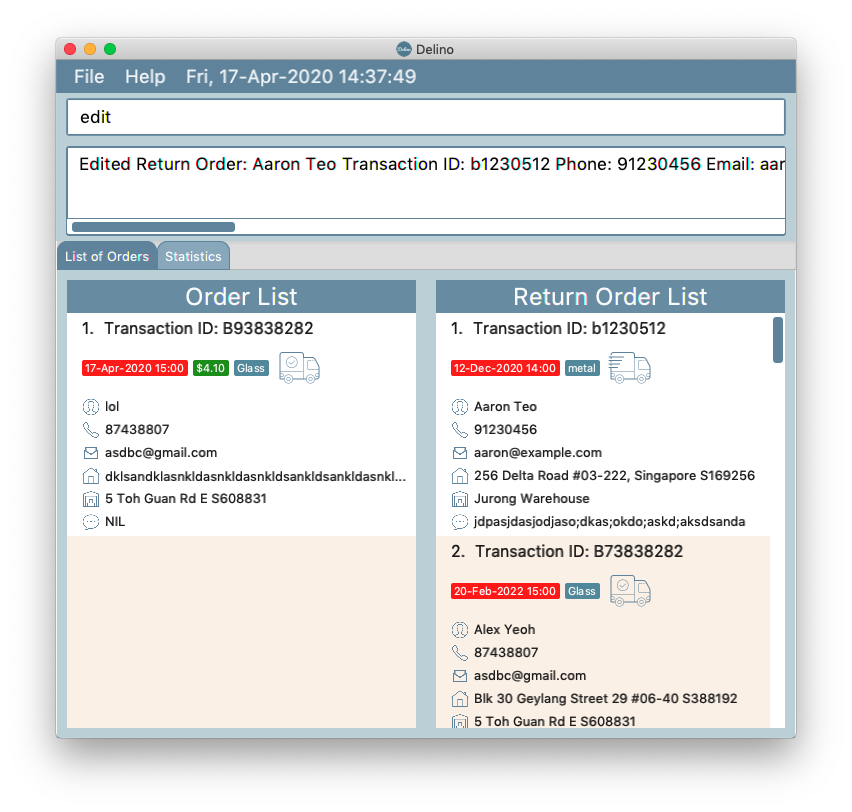 Delino
File Help Fri, 17-Apr-2020 14:37:49
edit
Edited Return Order: Aaron Teo Transaction ID: b1230512 Phone: 91230456 Email: aar
List of Orders Statistics
Order List
1. Transaction ID: B93838282
17-Apr-2020 15:00 $4.10 Glass
lol
87438807
asdbc@gmail.com
dklsandklasnkldasnkldasnkldsankldsankldasnkl...
5 Toh Guan Rd E S608831
NIL
Return Order List
1. Transaction ID: b1230512
12-Dec-2020 14:00 metal
Aaron Teo
91230456
aaron@example.com
256 Delta Road #03-222, Singapore S169256
Jurong Warehouse
jdpasjdasjodjaso;dkas;okdo;askd;aksdsanda
2. Transaction ID: B73838282
20-Feb-2022 15:00 Glass
Alex Yeoh
87438807
asdbc@gmail.com
Blk 30 Geylang Street 29 #06-40 S388192
5 Toh Guan Rd E S608831